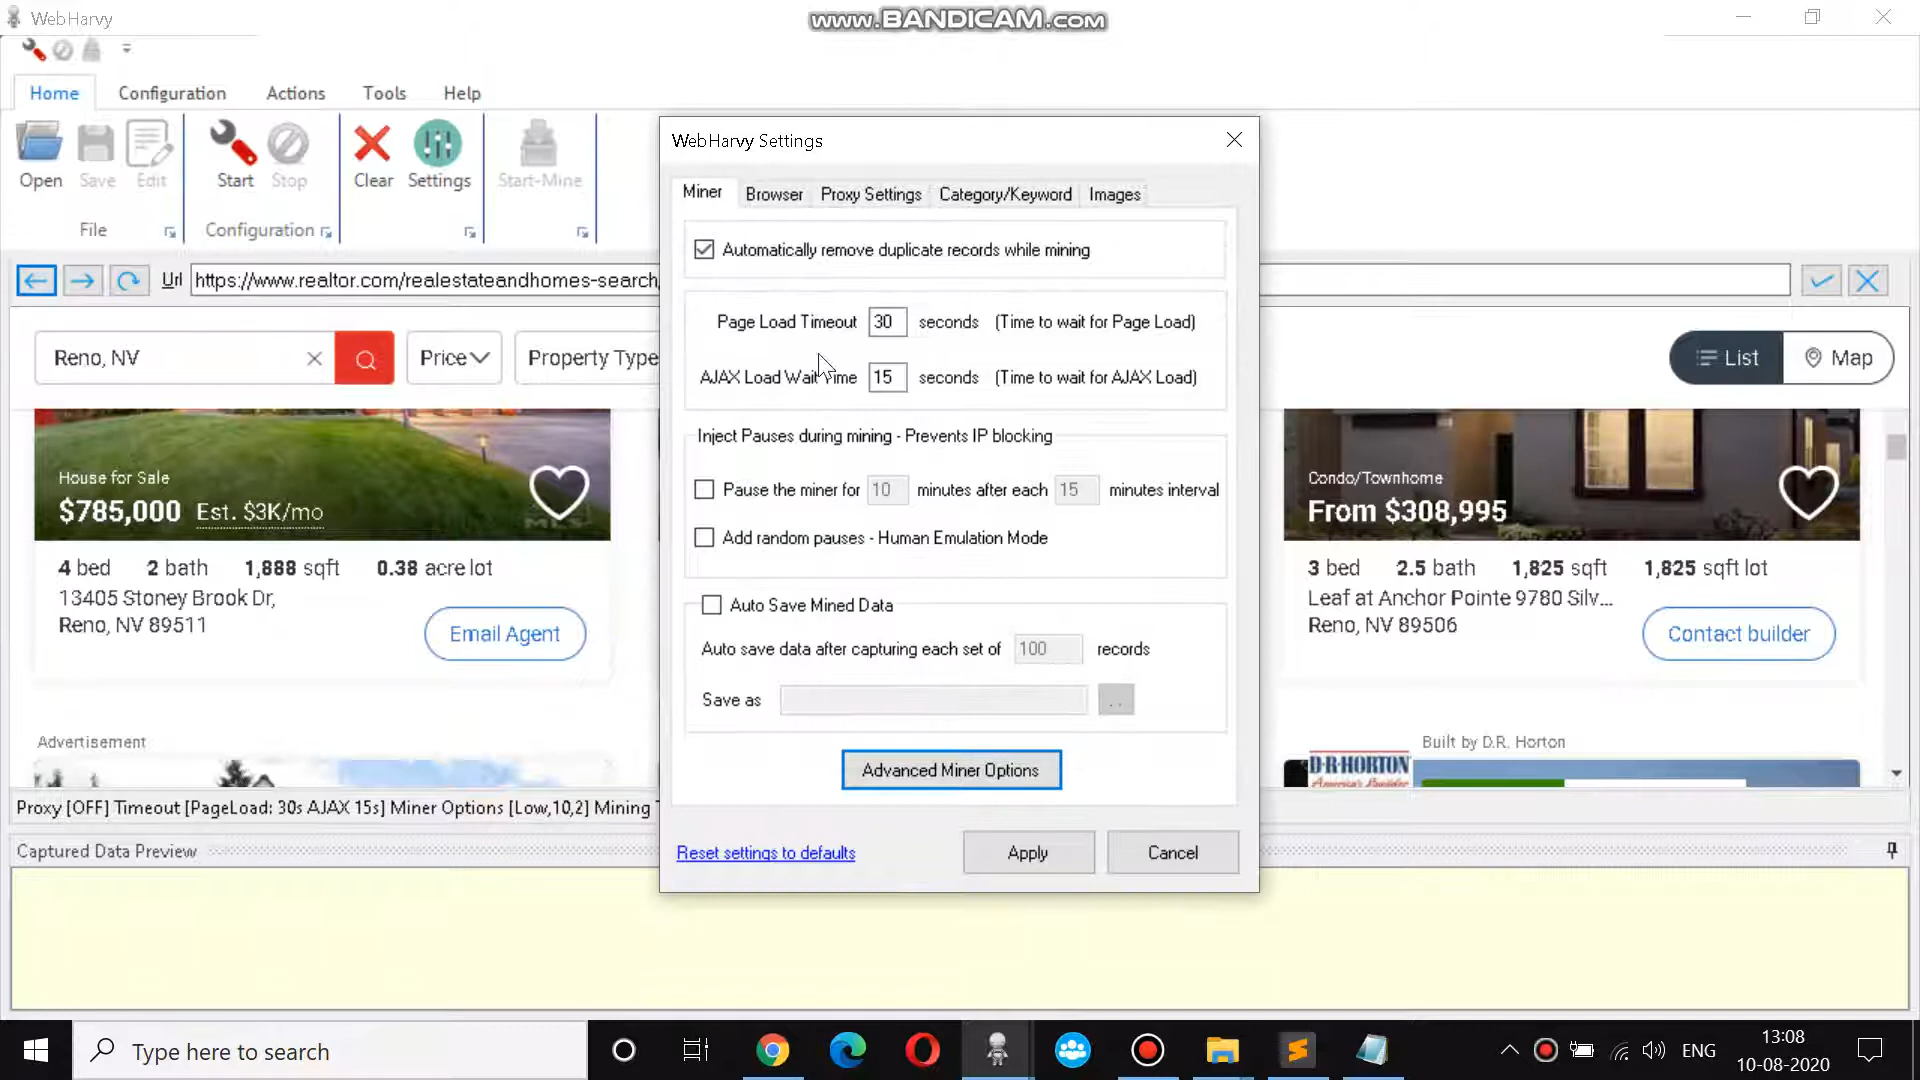 WebHarvy
www.BANDICAM.com
Home Configuration Actions Tools Help
Open Save Edit Start Stop Clear Settings Start-Mine
File Configuration
Url https://www.realtor.com/realestateandhomes-search
Reno, NV Price Property Type
List Map
House for Sale
$785,000 Est. $3K/mo
4 bed 2 bath 1,888 sqft 0.38 acre lot
13405 Stoney Brook Dr,
Reno, NV 89511
Email Agent
Advertisement
WebHarvy Settings
Miner Browser Proxy Settings Category/Keyword Images
Automatically remove duplicate records while mining
Page Load Timeout 30 seconds (Time to wait for Page Load)
AJAX Load Wait Time 15 seconds (Time to wait for AJAX Load)
Inject Pauses during mining - Prevents IP blocking
Pause the miner for 10 minutes after each 15 minutes interval
Add random pauses - Human Emulation Mode
Auto Save Mined Data
Auto save data after capturing each set of 100 records
Save as ..
Advanced Miner Options
Reset settings to defaults Apply Cancel
Condo/Townhome
From $308,995
3 bed 2.5 bath 1,825 sqft 1,825 sqft lot
Leaf at Anchor Pointe 9780 Silv...
Reno, NV 89506
Contact builder
Built by D.R. Horton
D·R·HORTON
America's Builder
Proxy [OFF] Timeout [PageLoad: 30s AJAX 15s] Miner Options [Low,10,2] Mining
Captured Data Preview
Type here to search
ENG
13:08
10-08-2020